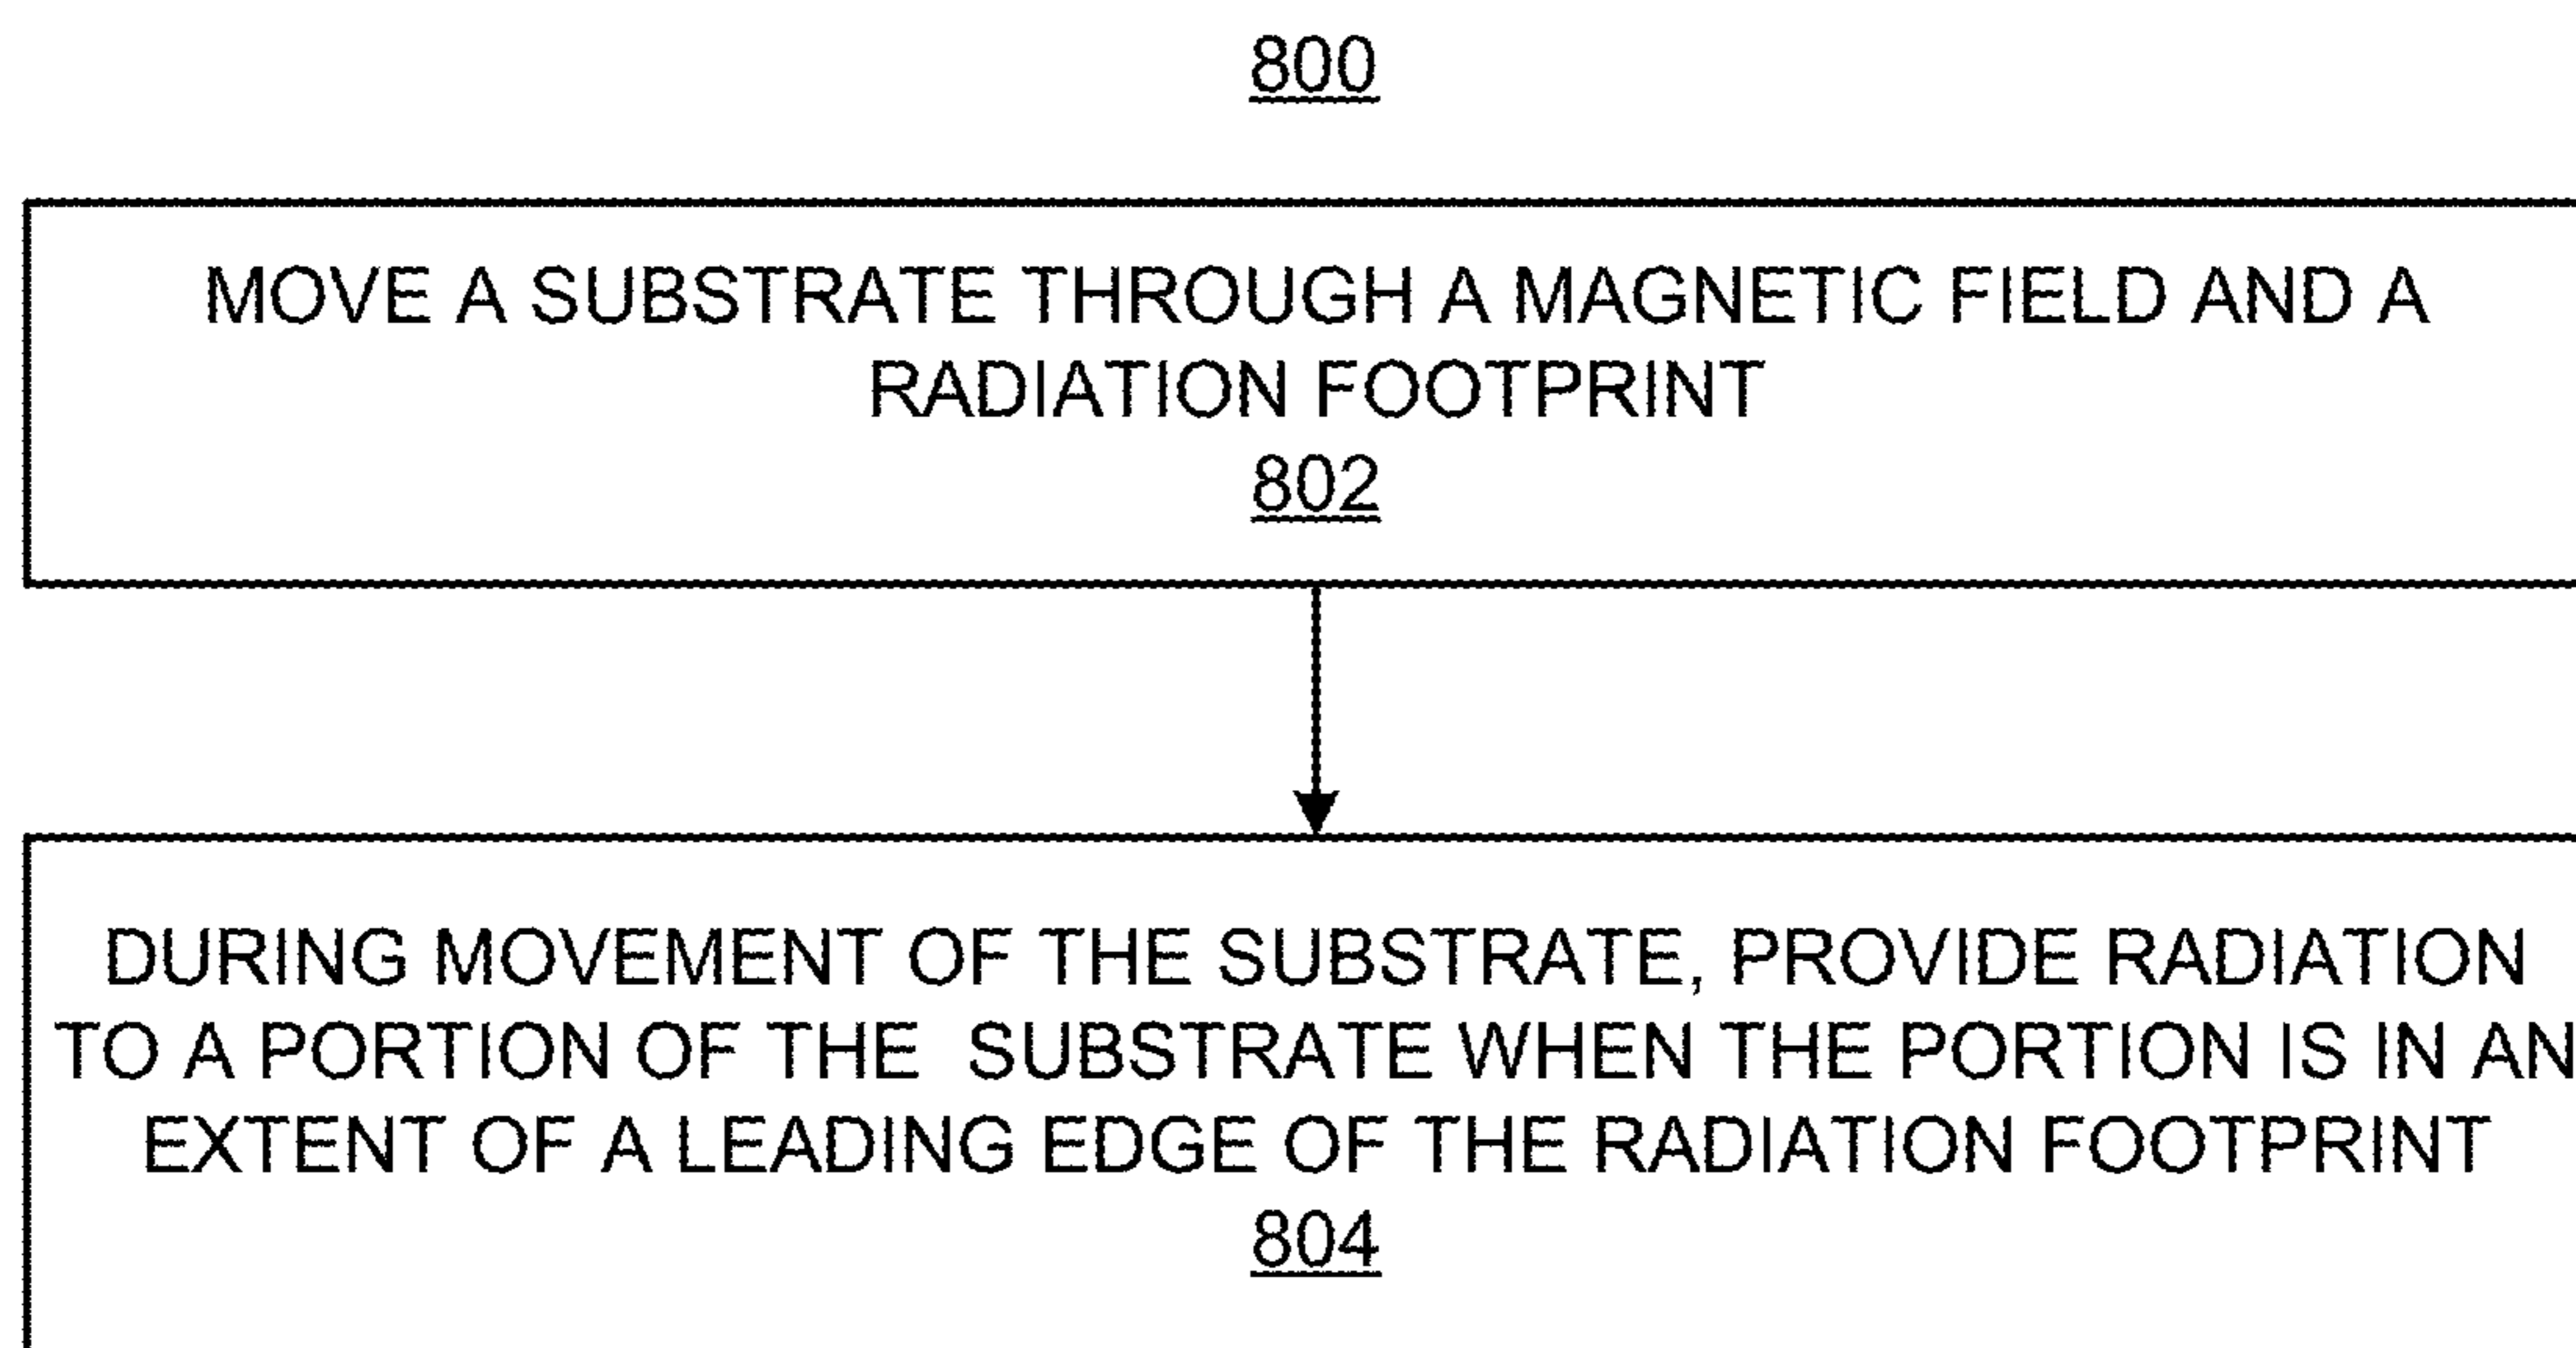 800
MOVE A SUBSTRATE THROUGH A MAGNETIC FIELD AND A
RADIATION FOOTPRINT
802
DURING MOVEMENT OF THE SUBSTRATE, PROVIDE RADIATION
TO A PORTION OF THE SUBSTRATE WHEN THE PORTION IS IN AN
EXTENT OF A LEADING EDGE OF THE RADIATION FOOTPRINT
804